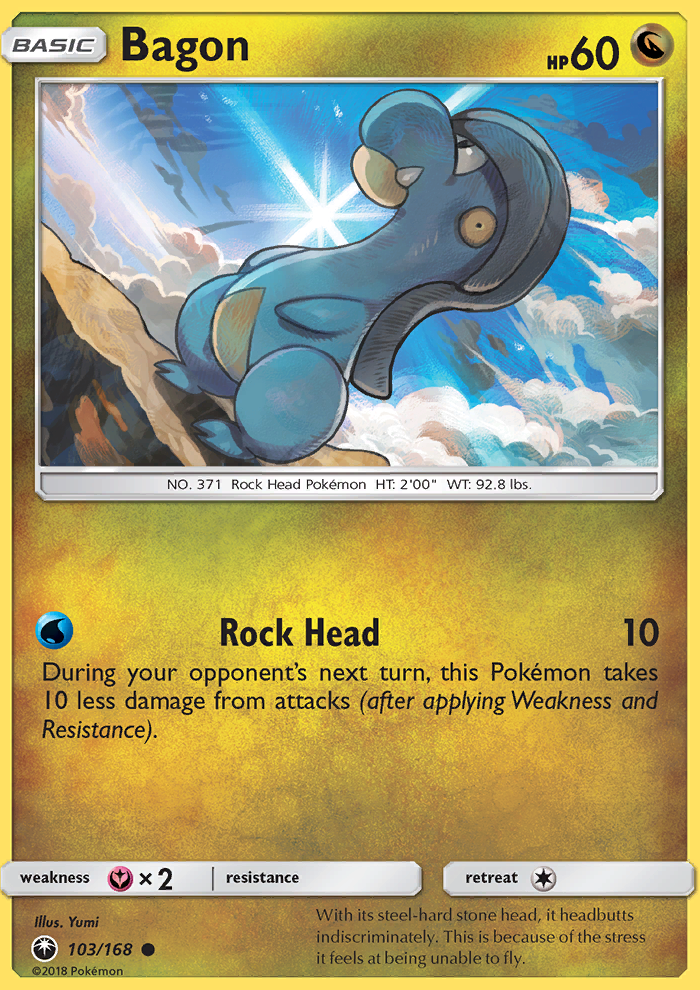 BASIC Bagon HP60
NO. 371 Rock Head Pokémon HT: 2'00" WT: 92.8 lbs.
Rock Head 10
During your opponent's next turn, this Pokémon takes
10 less damage from attacks (after applying Weakness and
Resistance).
weakness × 2 resistance retreat
Illus. Yumi
103/168
©2018 Pokémon
With its steel-hard stone head, it headbutts
indiscriminately. This is because of the stress
it feels at being unable to fly.